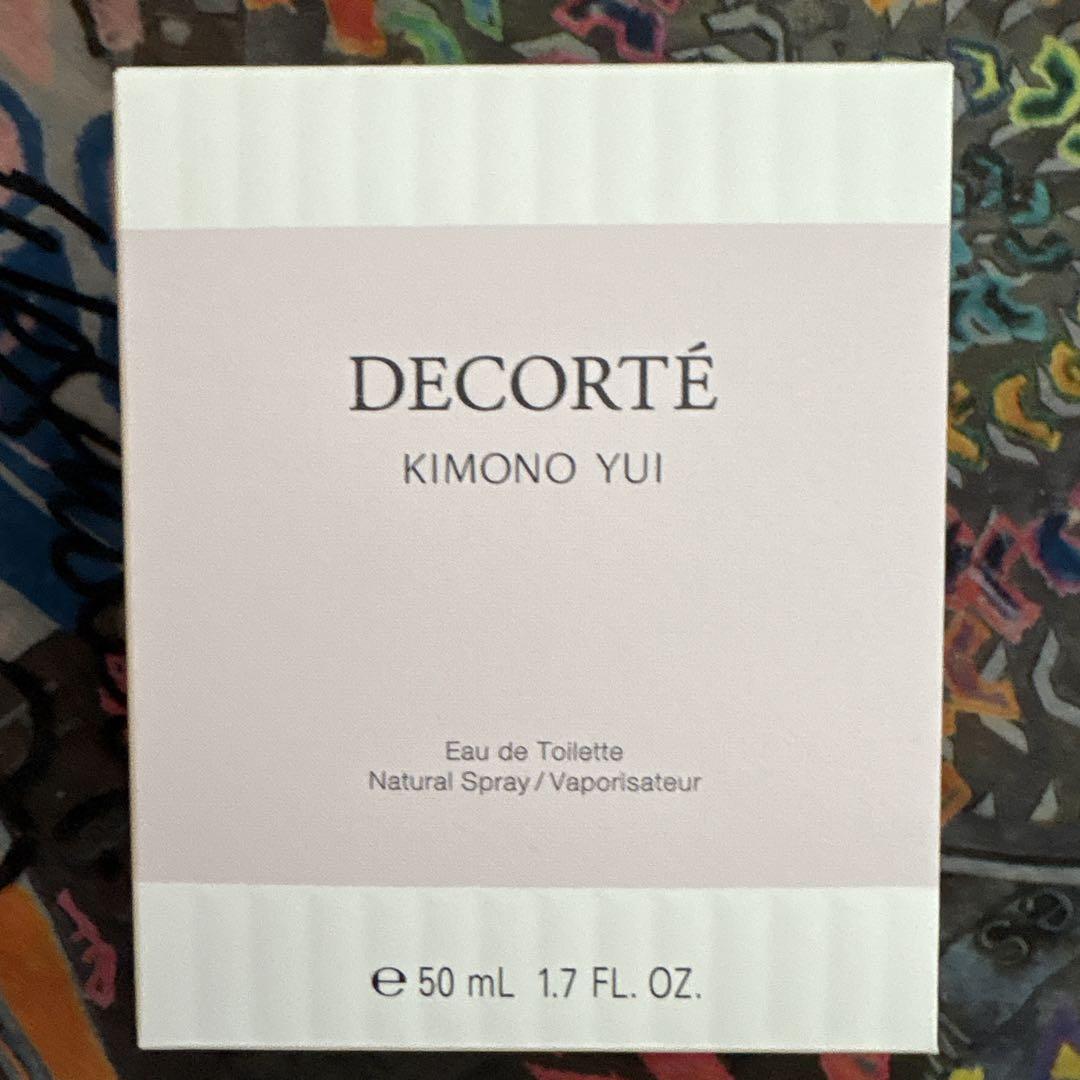 DECORTÉ
KIMONO YUI
Eau de Toilette
Natural Spray/Vaporisateur
℮ 50 mL 1.7 FL. OZ.